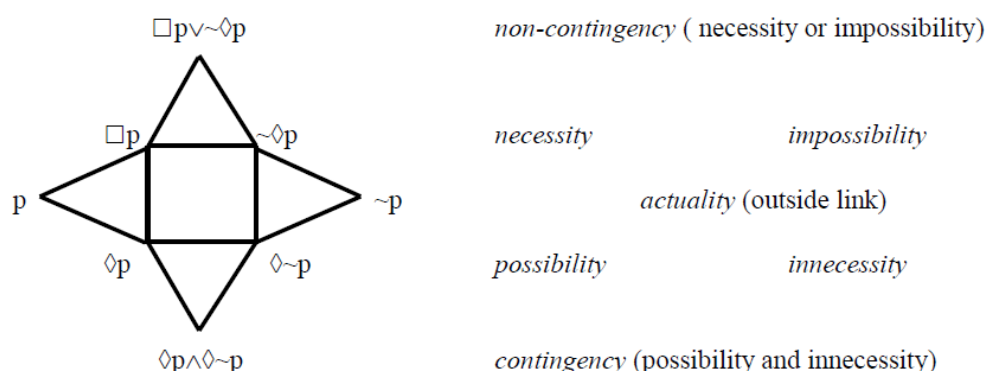 □p∨~◊p non-contingency ( necessity or impossibility)
□p ~◊p necessity impossibility
p ~p actuality (outside link)
◊p ◊~p possibility innecessity
◊p∧◊~p contingency (possibility and innecessity)